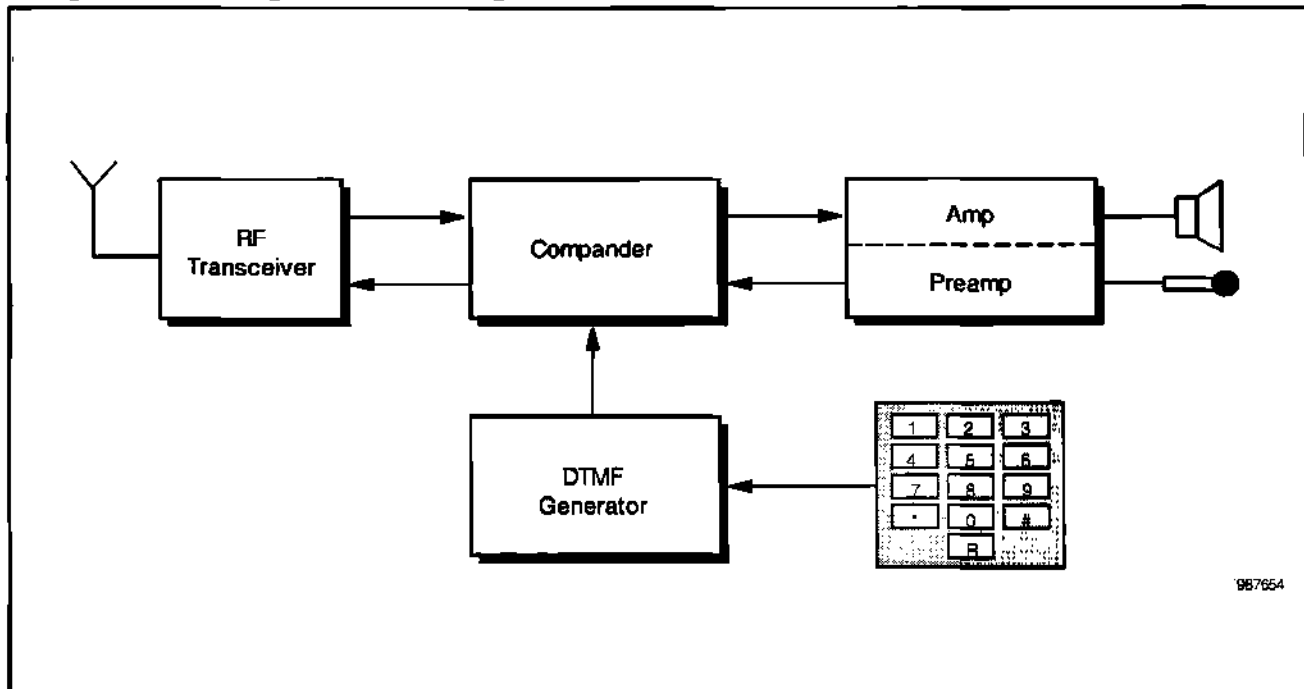 RF
Transceiver
Compander
Amp
Preamp
DTMF
Generator
1 2 3
4 5 6
7 8 9
* 0 #
R
987654